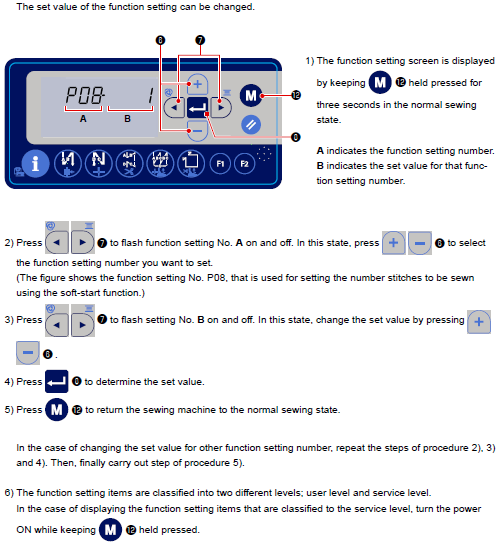 The set value of the function setting can be changed.
❻ ❼
P08 1
A B
M
⓬
❽
i
F1 F2
1) The function setting screen is displayed
by keeping M ⓬ held pressed for
three seconds in the normal sewing
state.
A indicates the function setting number.
B indicates the set value for that func-
tion setting number.
2) Press ❼ to flash function setting No. A on and off. In this state, press + − ❻ to select
the function setting number you want to set.
(The figure shows the function setting No. P08, that is used for setting the number stitches to be sewn
using the soft-start function.)
3) Press ❼ to flash setting No. B on and off. In this state, change the set value by pressing +
− ❻ .
4) Press ❽ to determine the set value.
5) Press M ⓬ to return the sewing machine to the normal sewing state.
In the case of changing the set value for other function setting number, repeat the steps of procedure 2), 3)
and 4). Then, finally carry out step of procedure 5).
6) The function setting items are classified into two different levels; user level and service level.
In the case of displaying the function setting items that are classified to the service level, turn the power
ON while keeping M ⓬ held pressed.